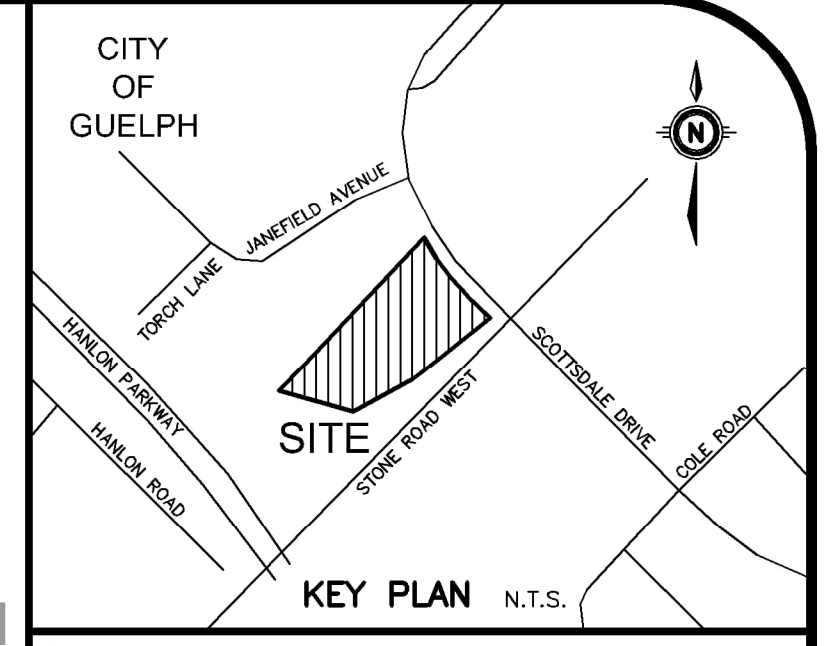 CITY
OF
GUELPH
N
JANEFIELD AVENUE
TORCH LANE
HANLON PARKWAY
HANLON ROAD
SITE
STONE ROAD WEST
SCOTTSDALE DRIVE
COLE ROAD
KEY PLAN N.T.S.